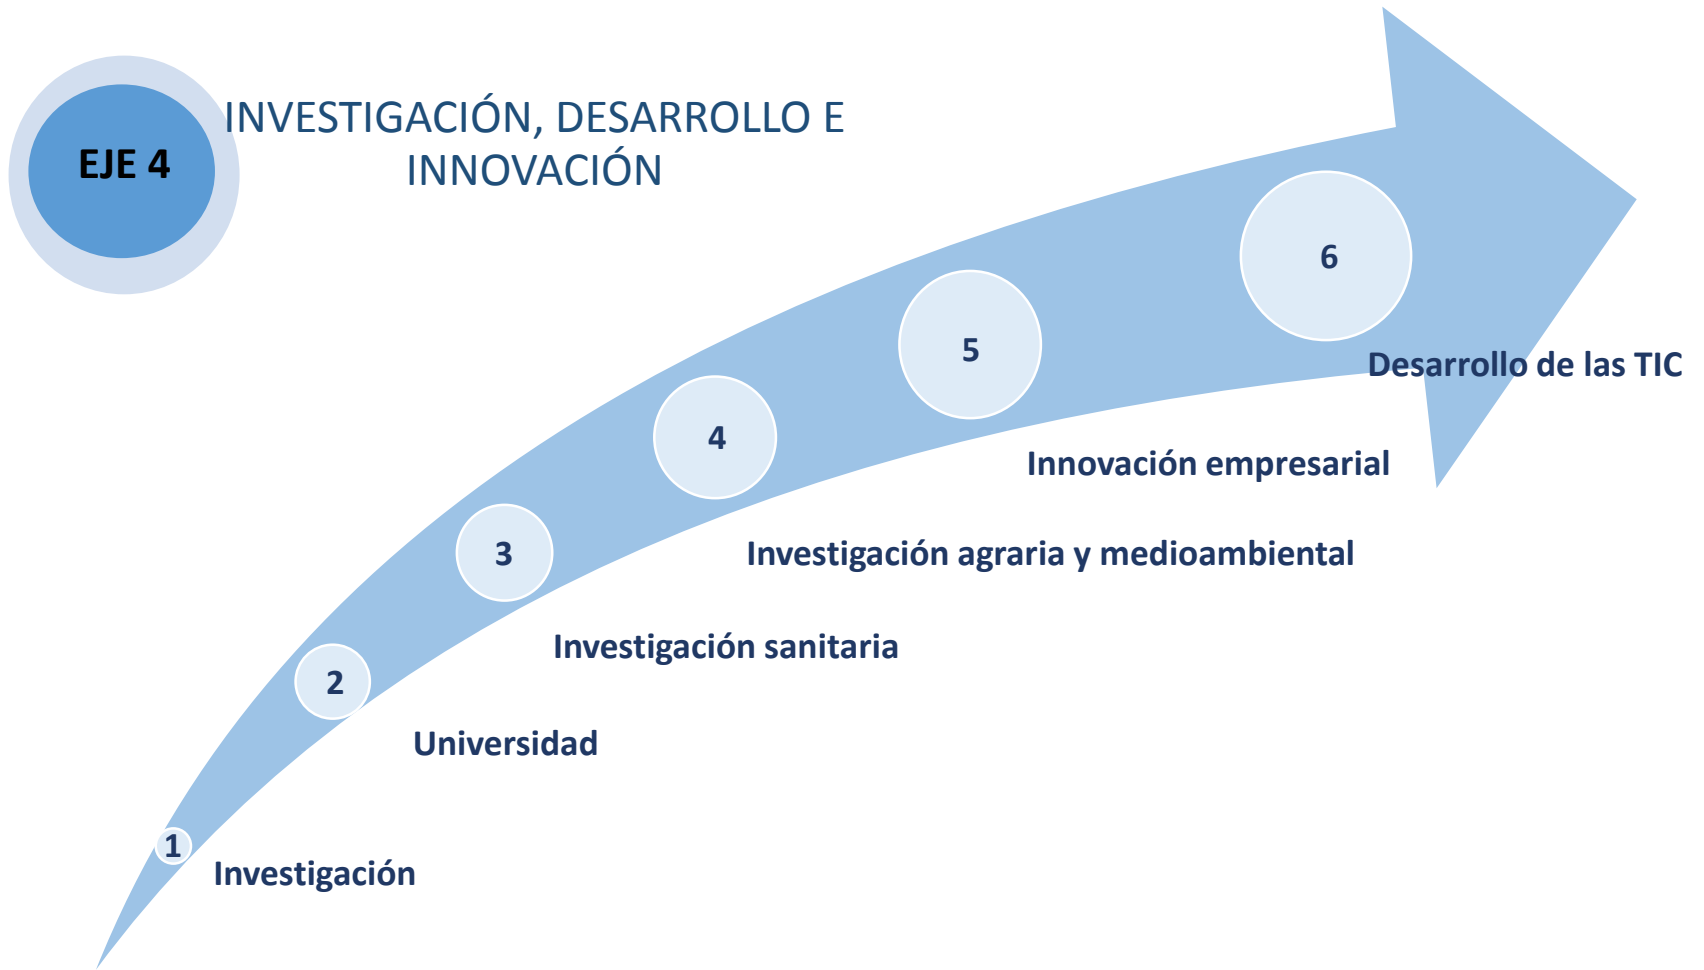 EJE 4
INVESTIGACIÓN, DESARROLLO E
INNOVACIÓN
1
Investigación
2
Universidad
3
Investigación sanitaria
4
Investigación agraria y medioambiental
5
Innovación empresarial
6
Desarrollo de las TIC